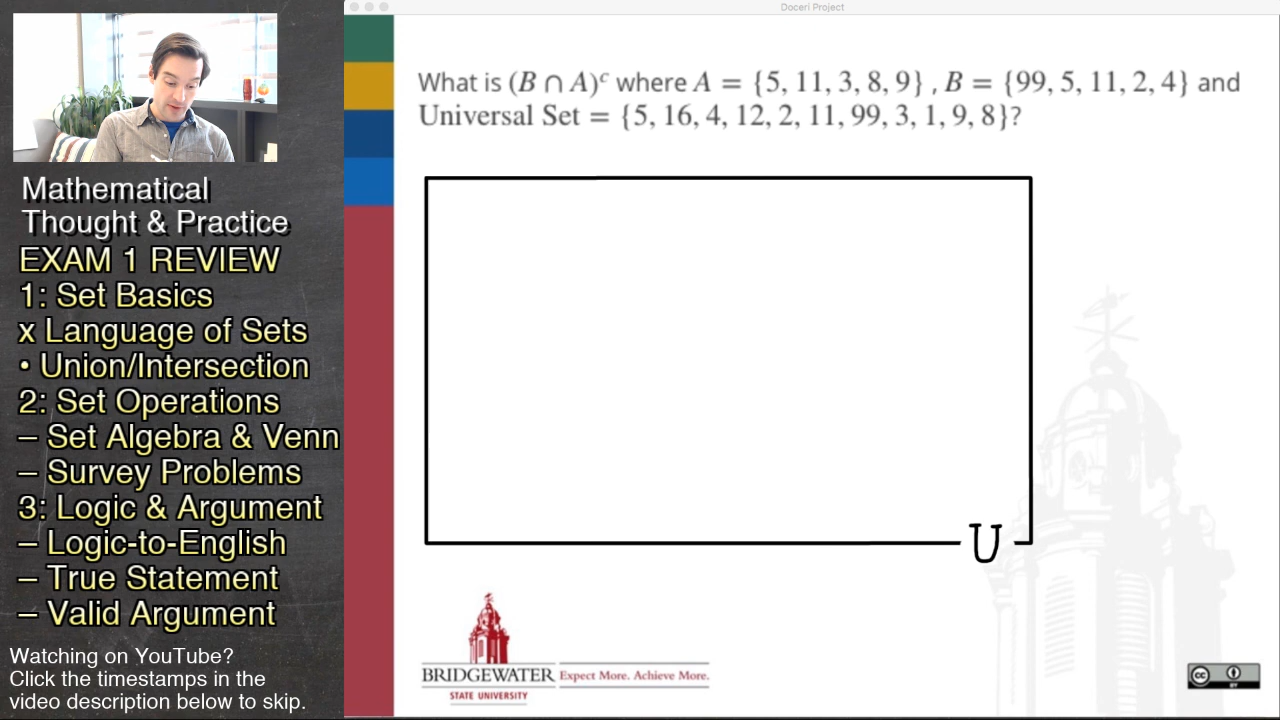 Doceri Project
What is (B ∩ A)ᶜ where A = {5, 11, 3, 8, 9} , B = {99, 5, 11, 2, 4} and
Universal Set = {5, 16, 4, 12, 2, 11, 99, 3, 1, 9, 8}?
U
Mathematical
Thought & Practice
EXAM 1 REVIEW
1: Set Basics
x Language of Sets
• Union/Intersection
2: Set Operations
– Set Algebra & Venn
– Survey Problems
3: Logic & Argument
– Logic-to-English
– True Statement
– Valid Argument
Watching on YouTube?
Click the timestamps in the
video description below to skip.
BRIDGEWATER
STATE UNIVERSITY
Expect More. Achieve More.
cc
BY